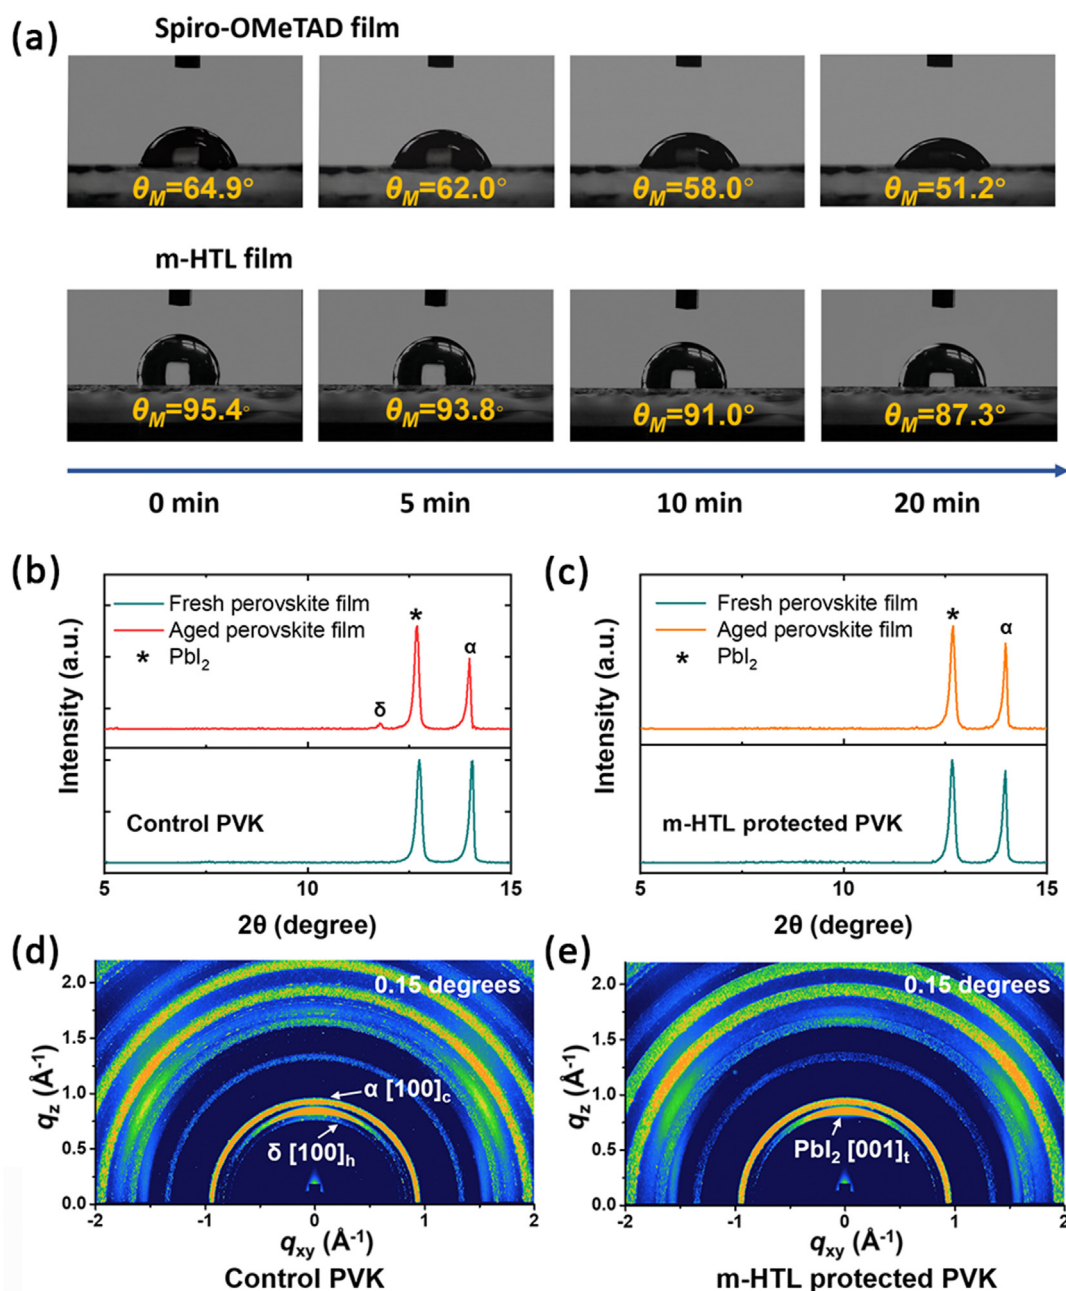 (a)
Spiro-OMeTAD film
θM=64.9°
θM=62.0°
θM=58.0°
θM=51.2°
m-HTL film
θM=95.4°
θM=93.8°
θM=91.0°
θM=87.3°
0 min
5 min
10 min
20 min
(b)
Fresh perovskite film
Aged perovskite film
* PbI₂
δ
*
α
Control PVK
Intensity (a.u.)
5
10
15
2θ (degree)
(c)
Fresh perovskite film
Aged perovskite film
* PbI₂
*
α
m-HTL protected PVK
Intensity (a.u.)
5
10
15
2θ (degree)
(d)
0.15 degrees
α [100]c
δ [100]h
qz (Å⁻¹)
2.0
1.5
1.0
0.5
0.0
-2
-1
0
1
2
qxy (Å⁻¹)
Control PVK
(e)
0.15 degrees
PbI₂ [001]t
qz (Å⁻¹)
2.0
1.5
1.0
0.5
0.0
-2
-1
0
1
2
qxy (Å⁻¹)
m-HTL protected PVK